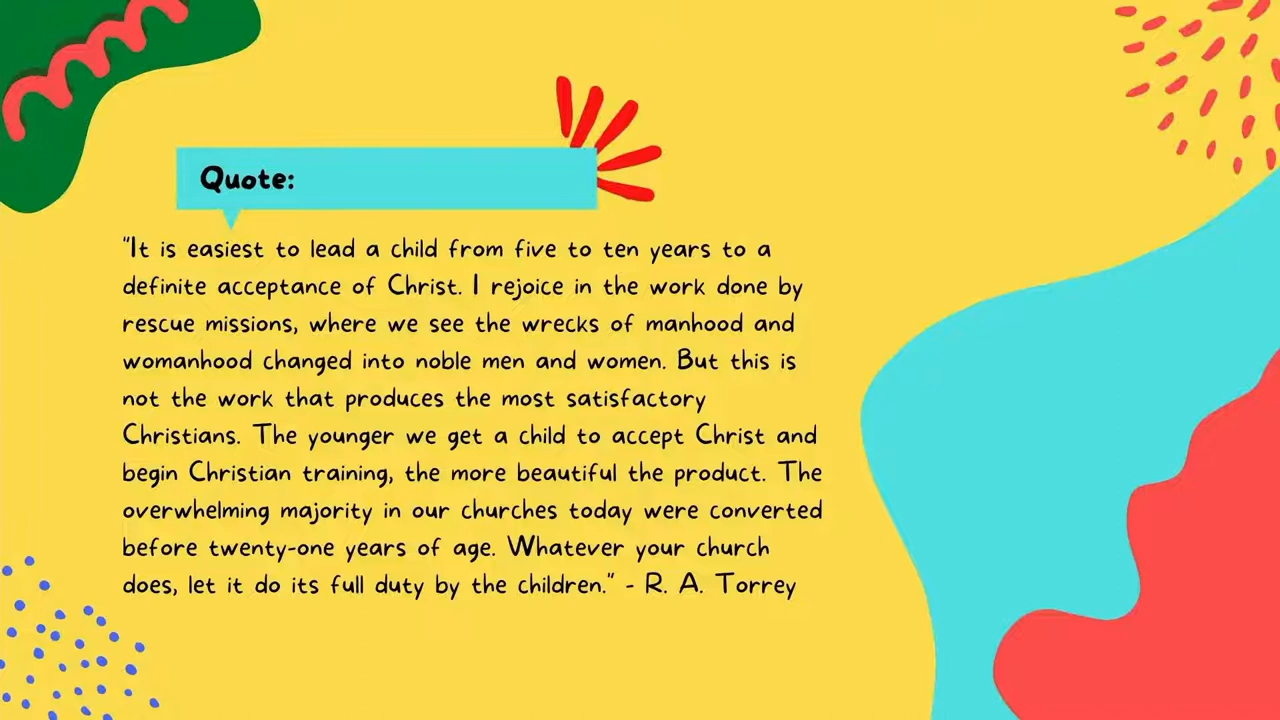 Quote:
"It is easiest to lead a child from five to ten years to a
definite acceptance of Christ. I rejoice in the work done by
rescue missions, where we see the wrecks of manhood and
womanhood changed into noble men and women. But this is
not the work that produces the most satisfactory
Christians. The younger we get a child to accept Christ and
begin Christian training, the more beautiful the product. The
overwhelming majority in our churches today were converted
before twenty-one years of age. Whatever your church
does, let it do its full duty by the children." - R. A. Torrey